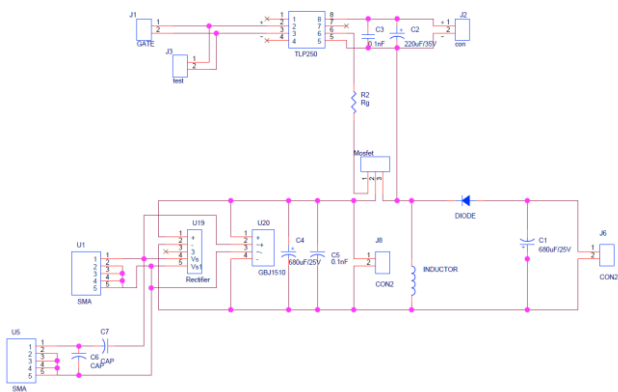 J1
1
2
GATE
J3
1
2
test
+
-
1
2
3
4
8
7
6
5
TLP250
C3
0.1nF
C2
220uF/35V
+
-
1
2
J2
con
R2
Rg
Mosfet
1
2
3
DIODE
U1
1
2
3
4
5
SMA
U19
1
2
3
4
5
+
-
3
Vs
Vs1
Rectifier
U20
1
2
3
4
+
~
-
GBJ1510
C4
680uF/25V
C5
0.1nF
J8
1
2
CON2
INDUCTOR
C1
680uF/25V
J6
1
2
CON2
U5
1
2
3
4
5
SMA
C7
CAP
C6
CAP